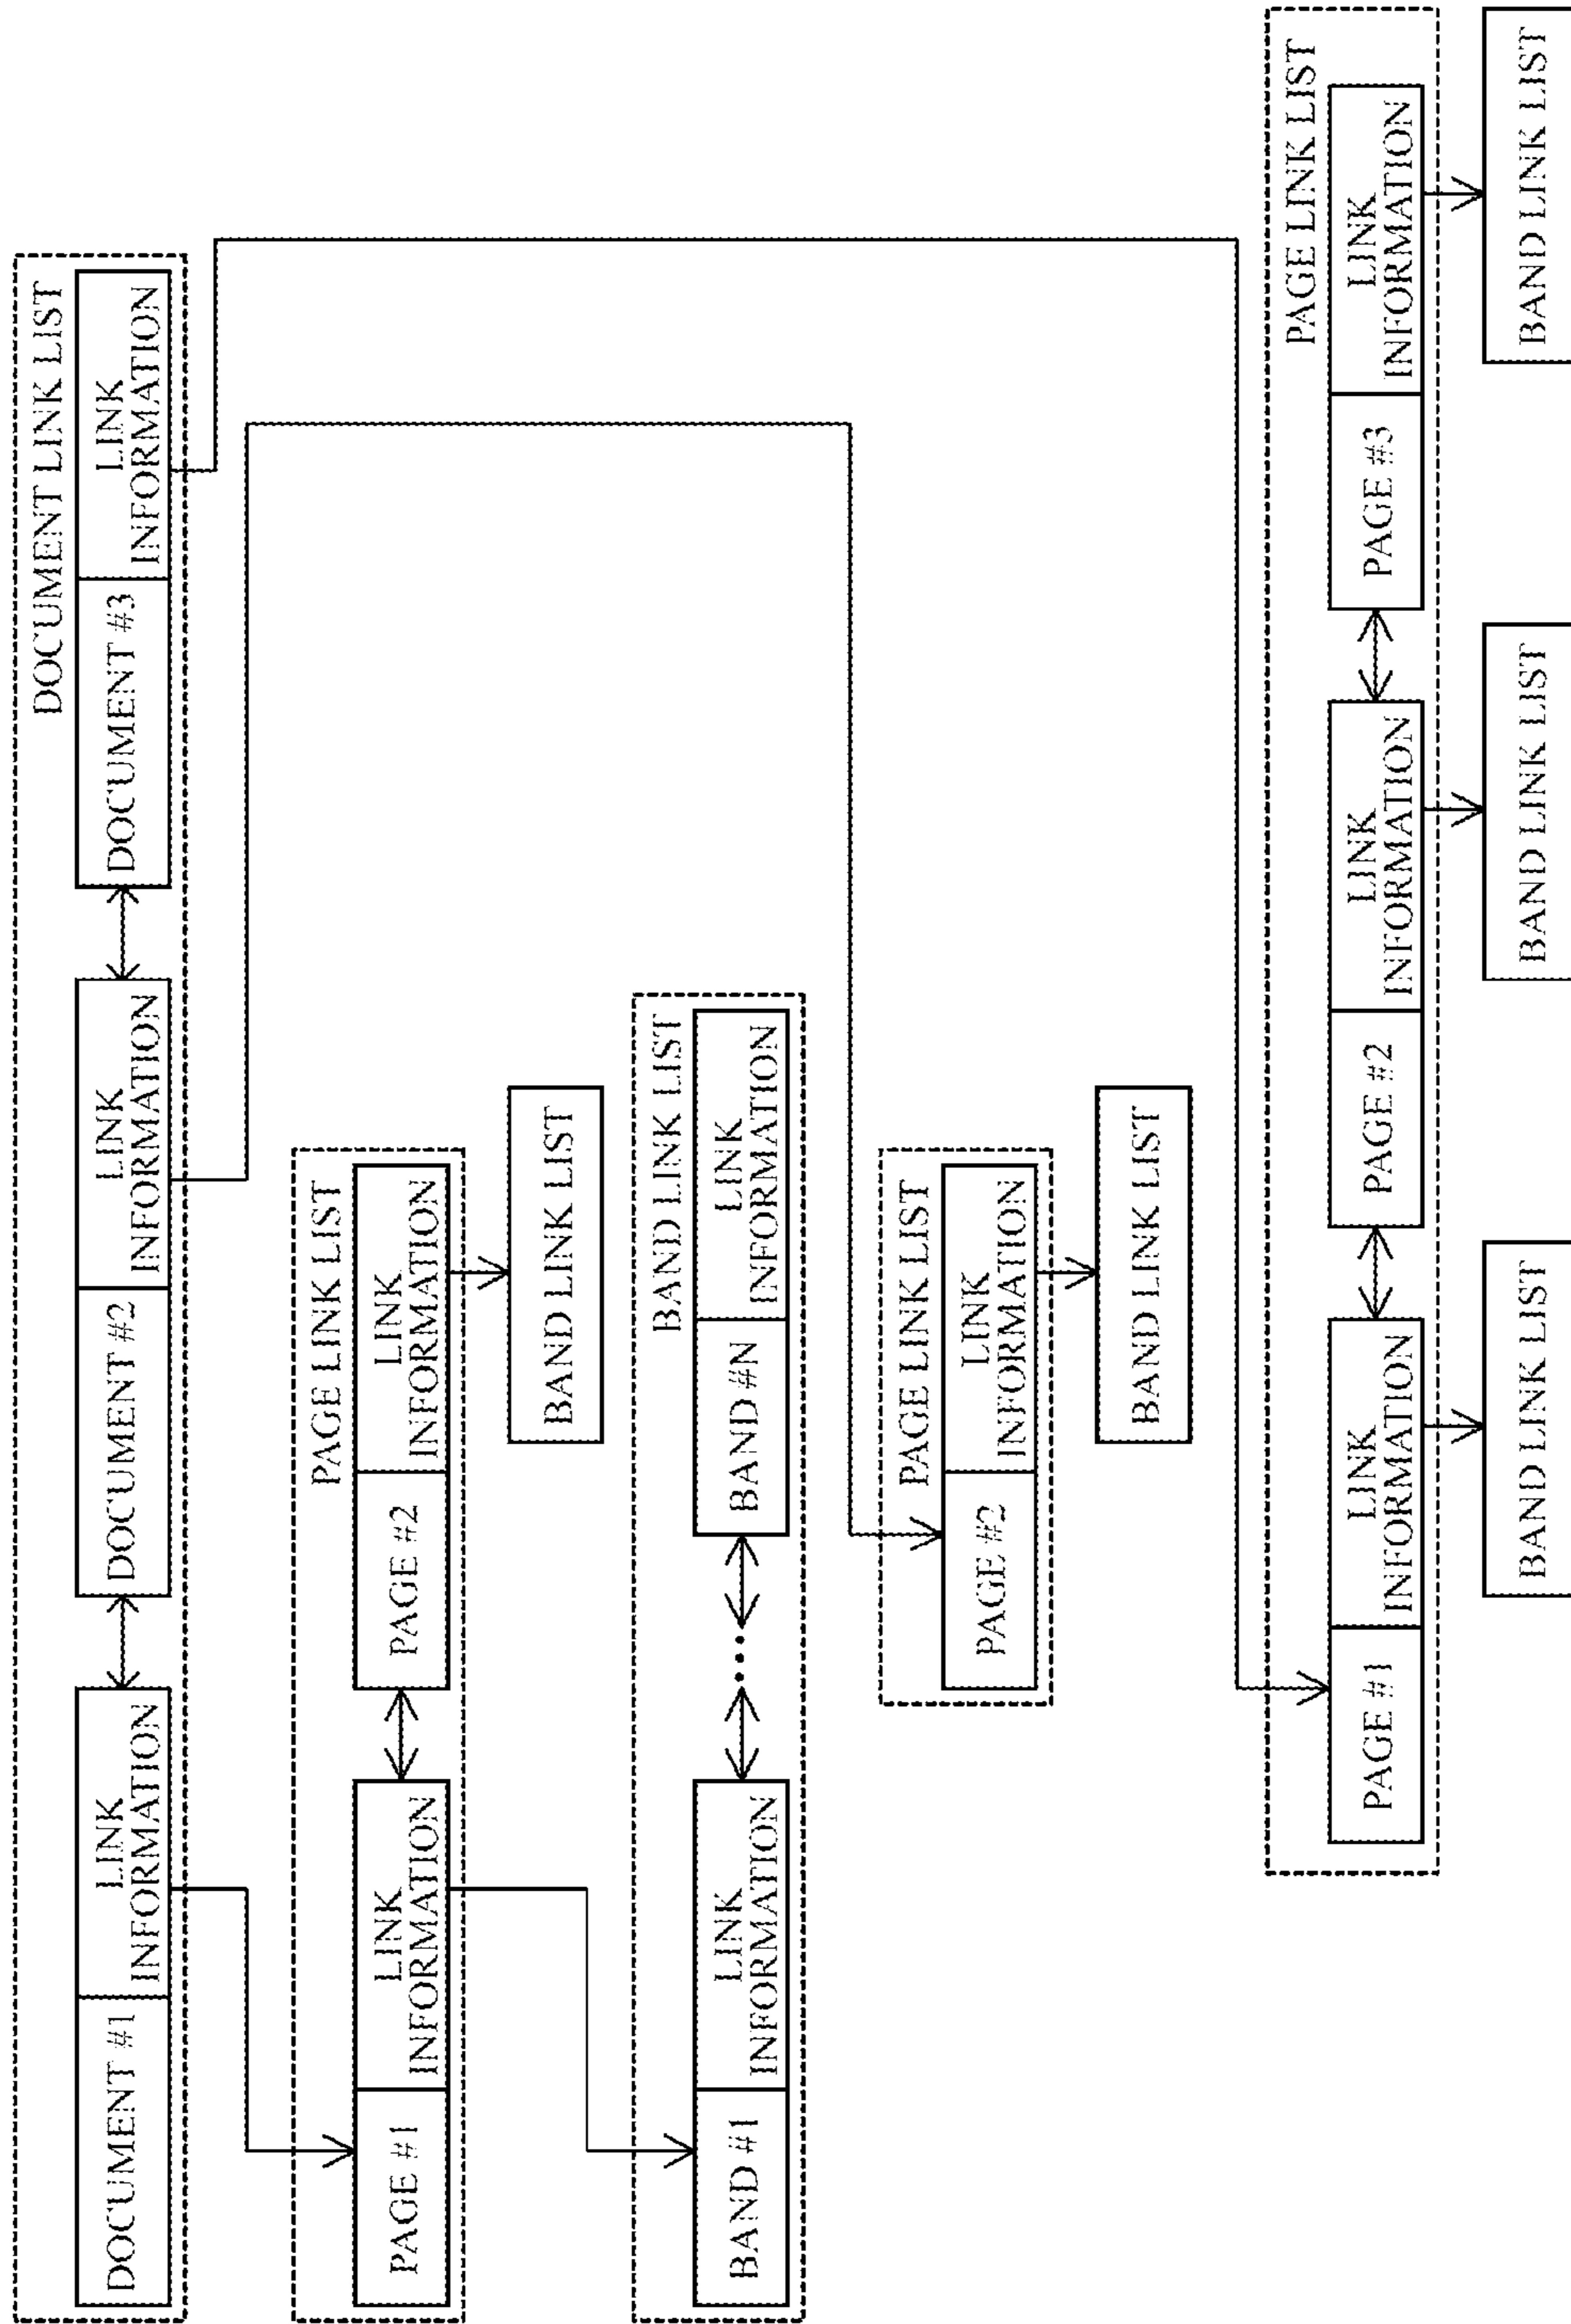 DOCUMENT LINK LIST
DOCUMENT #1
LINK
INFORMATION
DOCUMENT #2
LINK
INFORMATION
DOCUMENT #3
LINK
INFORMATION
PAGE LINK LIST
PAGE #1
LINK
INFORMATION
PAGE #2
LINK
INFORMATION
BAND LINK LIST
BAND LINK LIST
BAND #1
LINK
INFORMATION
BAND #N
LINK
INFORMATION
PAGE LINK LIST
PAGE #2
LINK
INFORMATION
BAND LINK LIST
PAGE LINK LIST
PAGE #1
LINK
INFORMATION
PAGE #2
LINK
INFORMATION
PAGE #3
LINK
INFORMATION
BAND LINK LIST
BAND LINK LIST
BAND LINK LIST